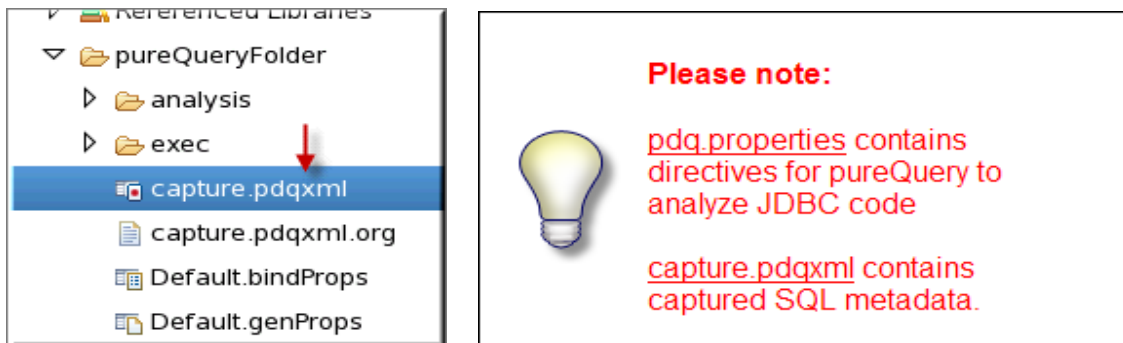 Referenced Libraries
pureQueryFolder
analysis
exec
capture.pdqxml
capture.pdqxml.org
Default.bindProps
Default.genProps
Please note:
pdq.properties contains
directives for pureQuery to
analyze JDBC code
capture.pdqxml contains
captured SQL metadata.